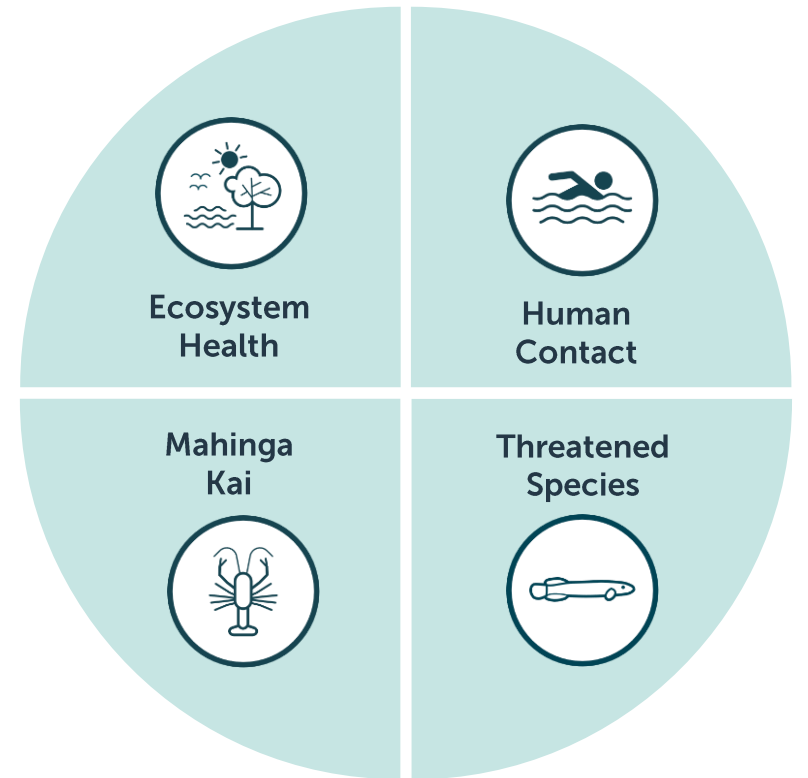 Ecosystem
Health
Human
Contact
Mahinga
Kai
Threatened
Species